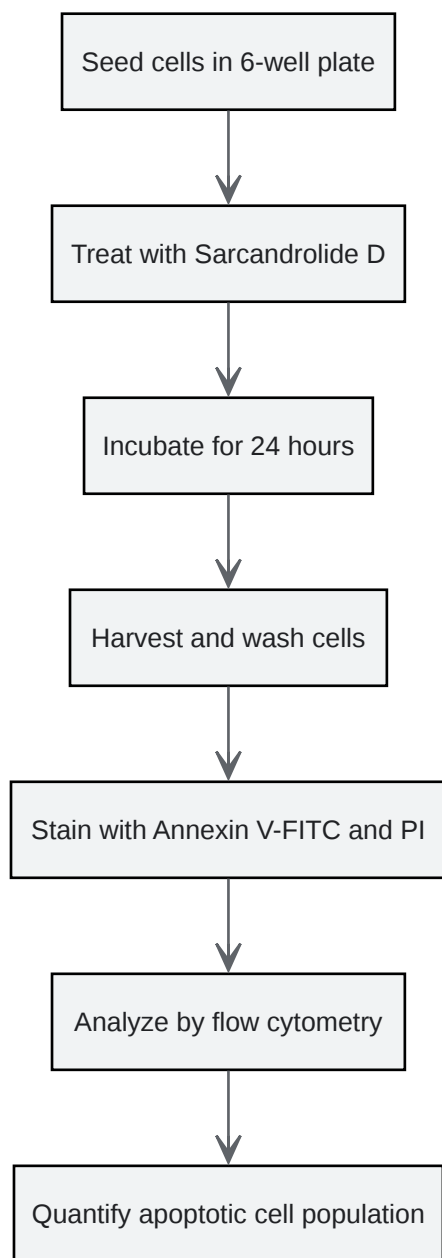 Seed cells in 6-well plate
Treat with Sarcandrolide D
Incubate for 24 hours
Harvest and wash cells
Stain with Annexin V-FITC and PI
Analyze by flow cytometry
Quantify apoptotic cell population